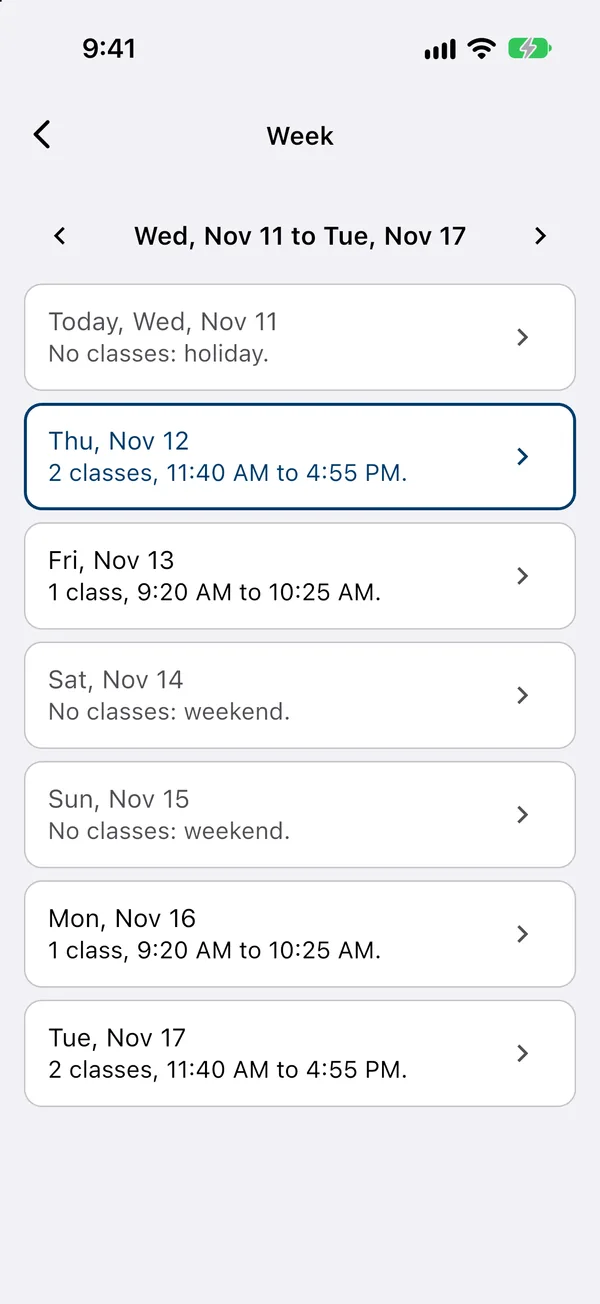 9:41
Week
Wed, Nov 11 to Tue, Nov 17
Today, Wed, Nov 11
No classes: holiday.
Thu, Nov 12
2 classes, 11:40 AM to 4:55 PM.
Fri, Nov 13
1 class, 9:20 AM to 10:25 AM.
Sat, Nov 14
No classes: weekend.
Sun, Nov 15
No classes: weekend.
Mon, Nov 16
1 class, 9:20 AM to 10:25 AM.
Tue, Nov 17
2 classes, 11:40 AM to 4:55 PM.